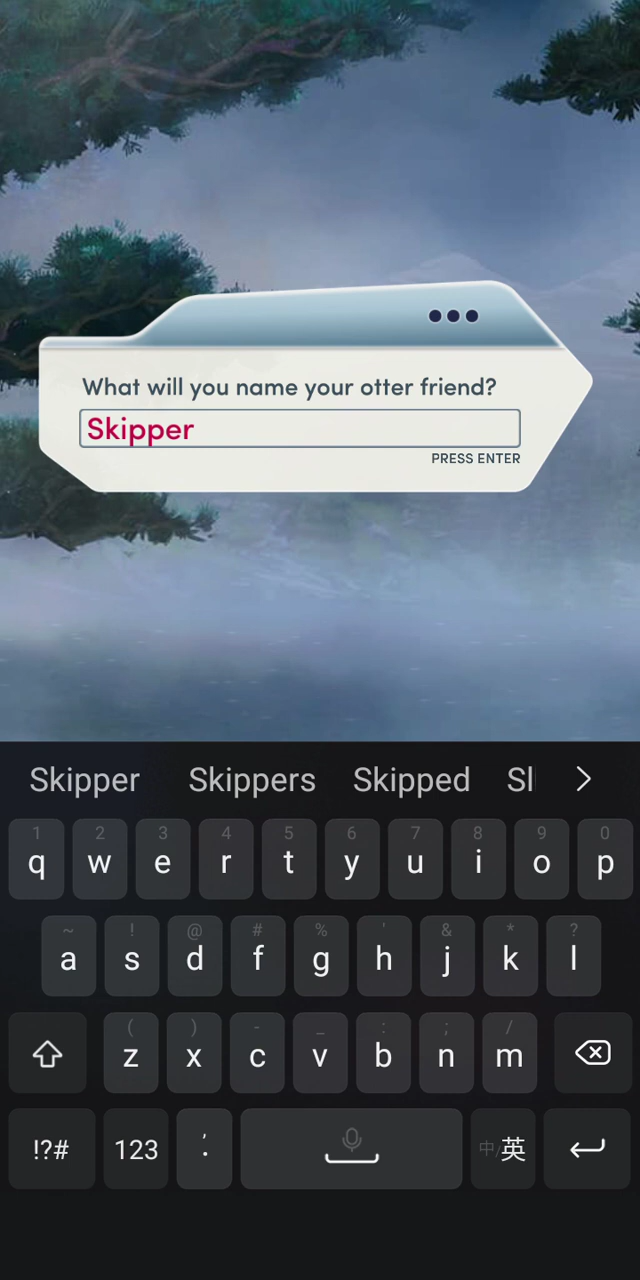 What will you name your otter friend?
Skipper
PRESS ENTER
Skipper Skippers Skipped
1 2 3 4 5 6 7 8 9 0
q w e r t y u i o p
~ ! @ # % ' & * ?
a s d f g h j k l
( ) - _ : ; /
z x c v b n m
!?# 123 , . 中/英